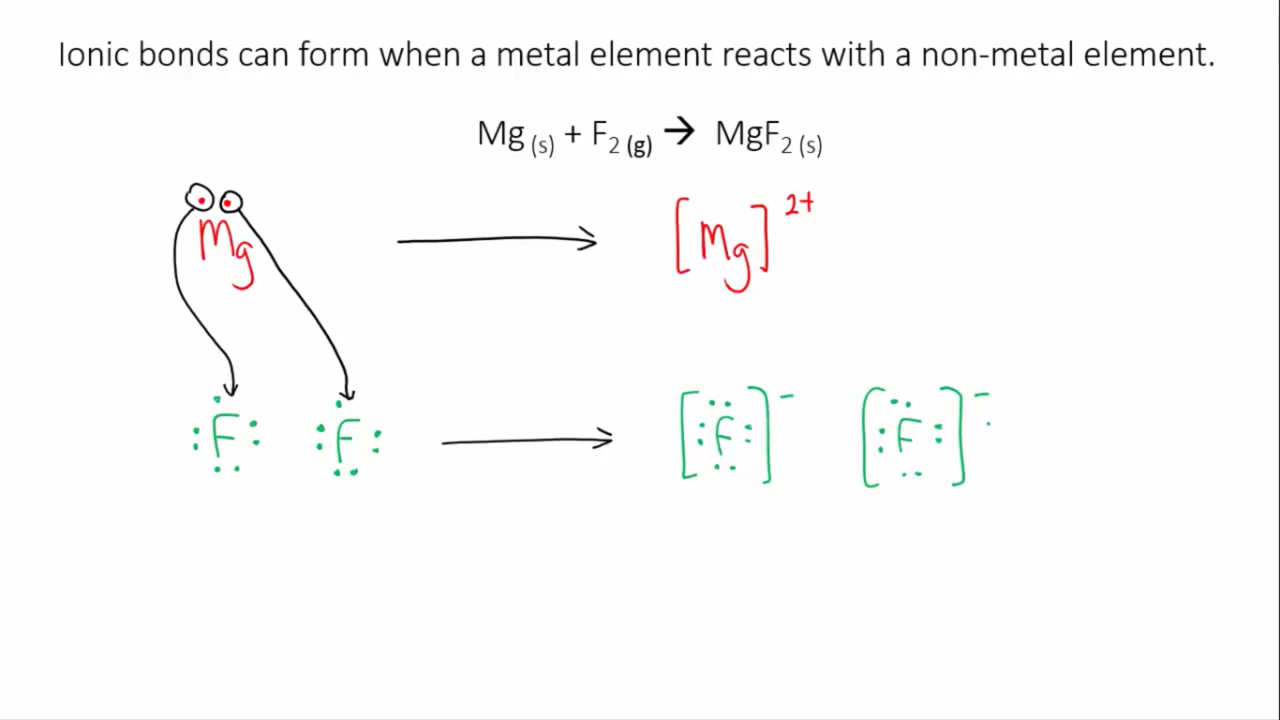 Ionic bonds can form when a metal element reacts with a non-metal element.
Mg (s) + F2 (g) → MgF2 (s)
Mg → [Mg]2+
F F → [F]- [F]-